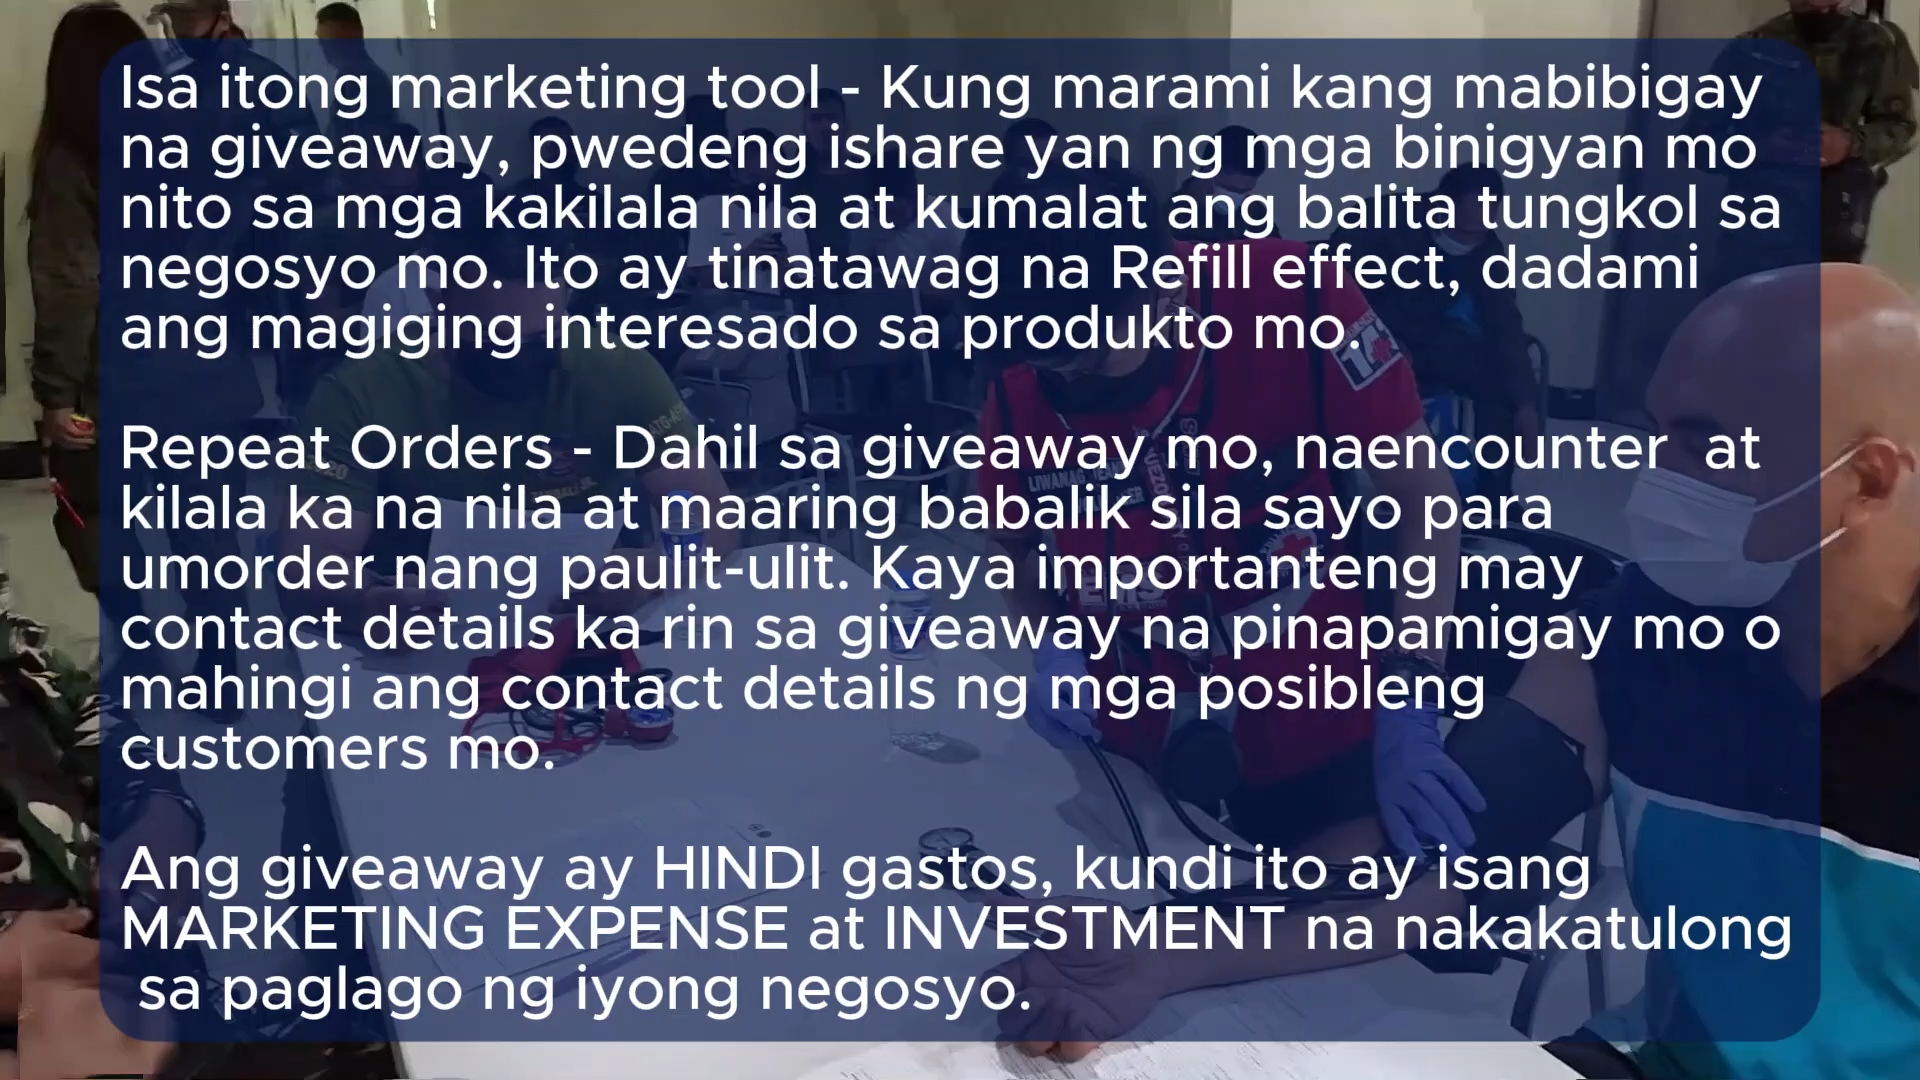 Isa itong marketing tool - Kung marami kang mabibigay
na giveaway, pwedeng ishare yan ng mga binigyan mo
nito sa mga kakilala nila at kumalat ang balita tungkol sa
negosyo mo. Ito ay tinatawag na Refill effect, dadami
ang magiging interesado sa produkto mo.
Repeat Orders - Dahil sa giveaway mo, naencounter at
kilala ka na nila at maaring babalik sila sayo para
umorder nang paulit-ulit. Kaya importanteng may
contact details ka rin sa giveaway na pinapamigay mo o
mahingi ang contact details ng mga posibleng
customers mo.
Ang giveaway ay HINDI gastos, kundi ito ay isang
MARKETING EXPENSE at INVESTMENT na nakakatulong
sa paglago ng iyong negosyo.
143